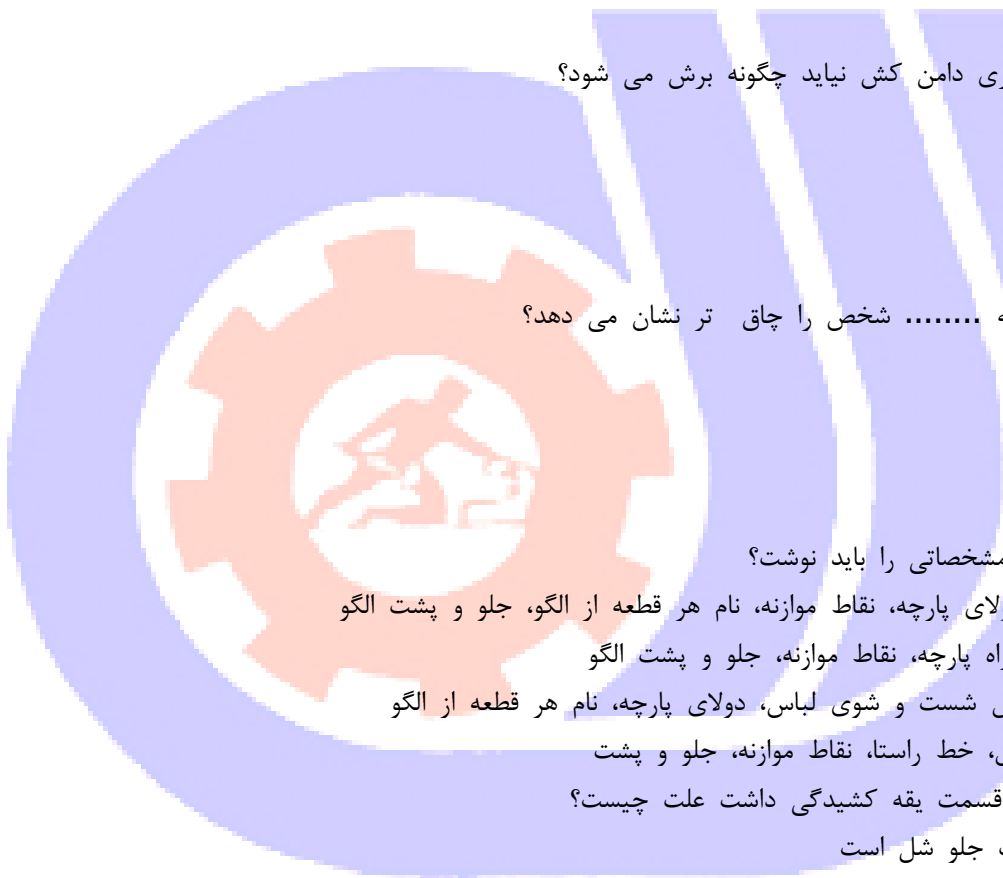 دامن کش نیاید چگونه برش می شود؟
........ شخص را چاق تر نشان می دهد؟
مشخصاتی را باید نوشت؟
پارچه، نقاط موازنه، نام هر قطعه از الگو، جلو و پشت الگو
پارچه، نقاط موازنه، جلو و پشت الگو
شست و شوی لباس، دولای پارچه، نام هر قطعه از الگو
خط راستا، نقاط موازنه، جلو و پشت
قسمت یقه کشیدگی داشت علت چیست؟
جلو شل است